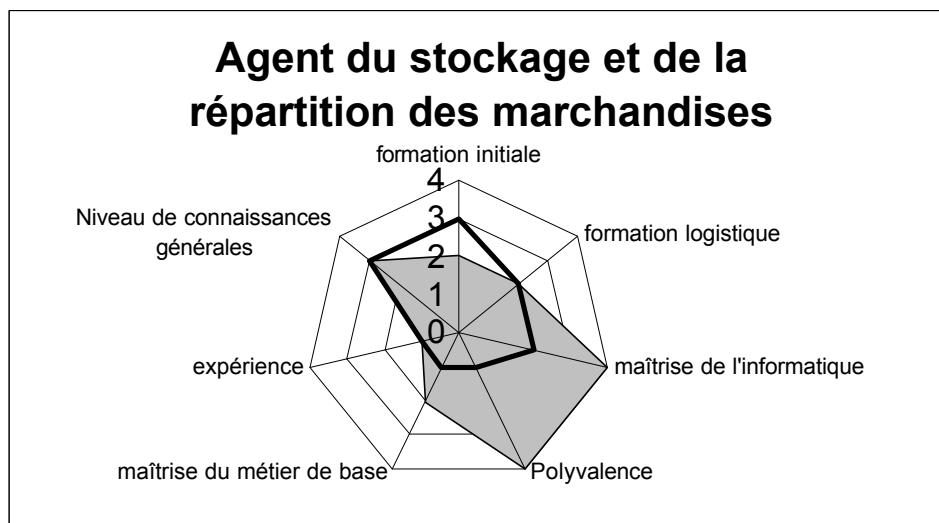 Agent du stockage et de la
répartition des marchandises
formation initiale
4
3
2
1
0
Niveau de connaissances
générales
formation logistique
expérience
maîtrise de l'informatique
maîtrise du métier de base
Polyvalence